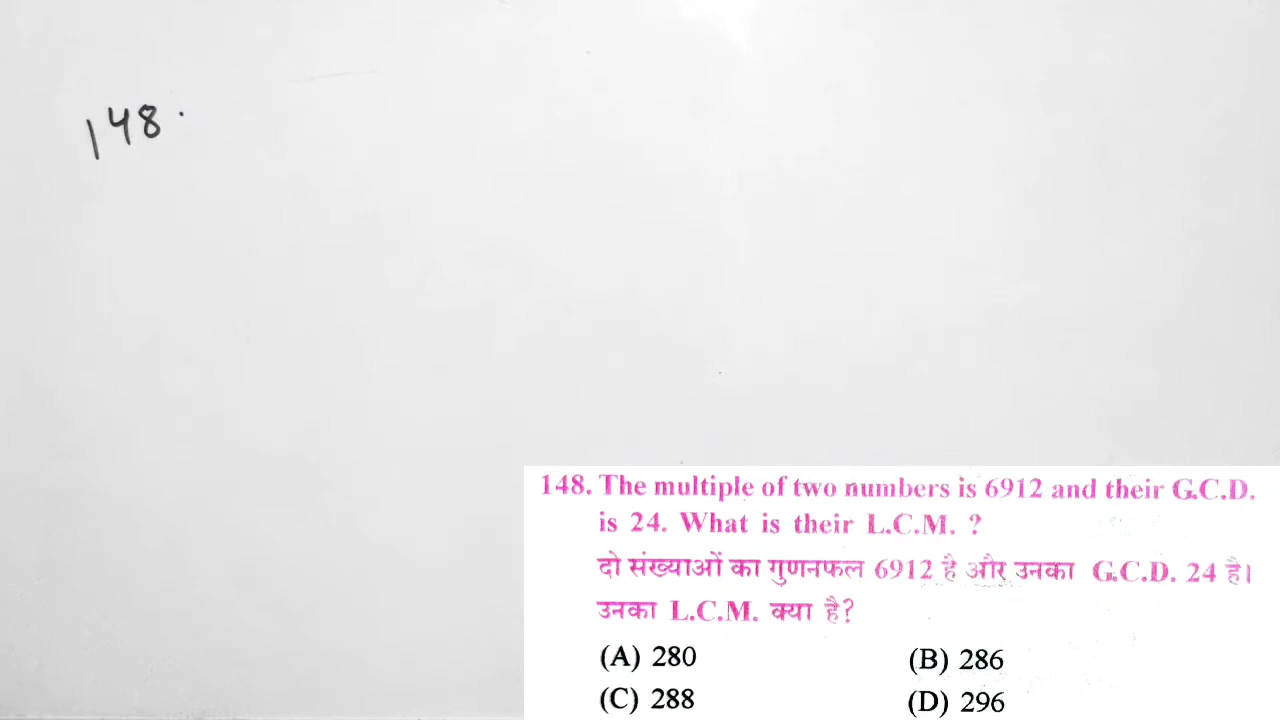 148.
148. The multiple of two numbers is 6912 and their G.C.D.
is 24. What is their L.C.M. ?
दो संख्याओं का गुणनफल 6912 है और उनका G.C.D. 24 है।
उनका L.C.M. क्या है?
(A) 280 (B) 286
(C) 288 (D) 296